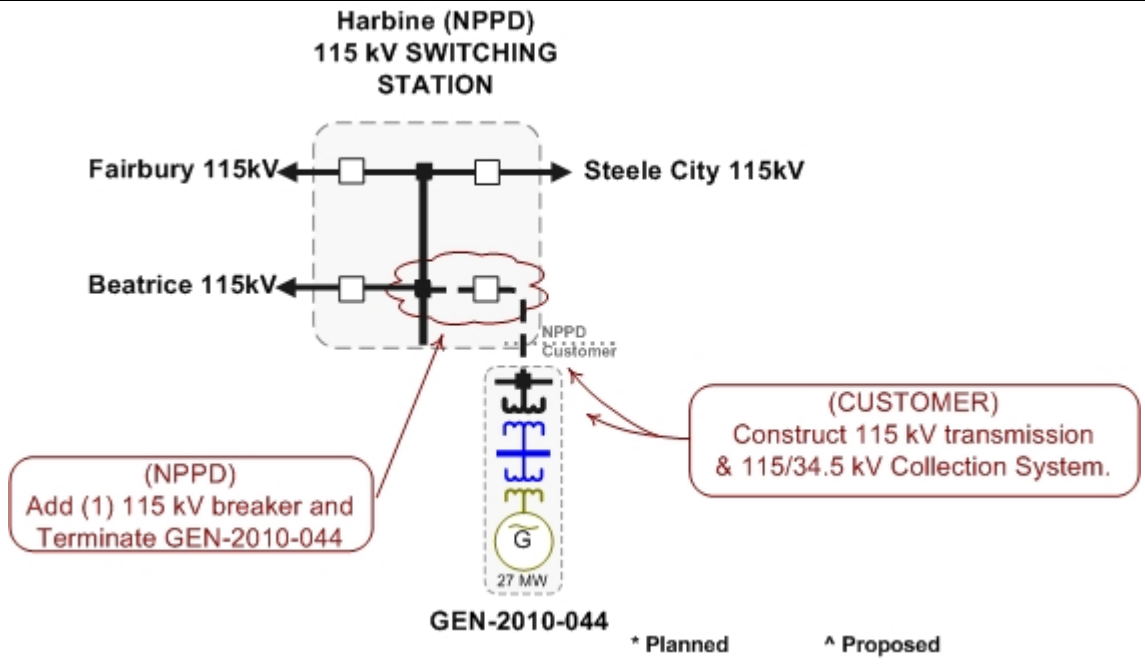 Harbine (NPPD)
115 kV SWITCHING
STATION
Fairbury 115kV
Steele City 115kV
Beatrice 115kV
NPPD
Customer
(CUSTOMER)
Construct 115 kV transmission
& 115/34.5 kV Collection System.
(NPPD)
Add (1) 115 kV breaker and
Terminate GEN-2010-044
G
27 MW
GEN-2010-044
* Planned
^ Proposed